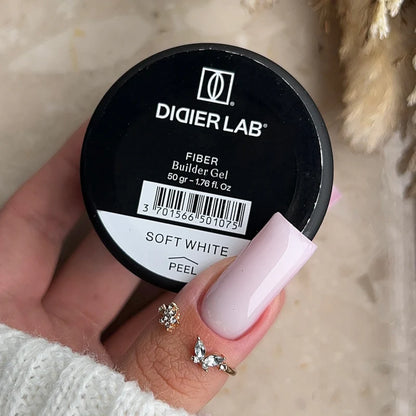 DIDIER LAB®
FIBER
Builder Gel
50 gr – 1.76 fl. Oz
3 701566 501075
SOFT WHITE
PEEL